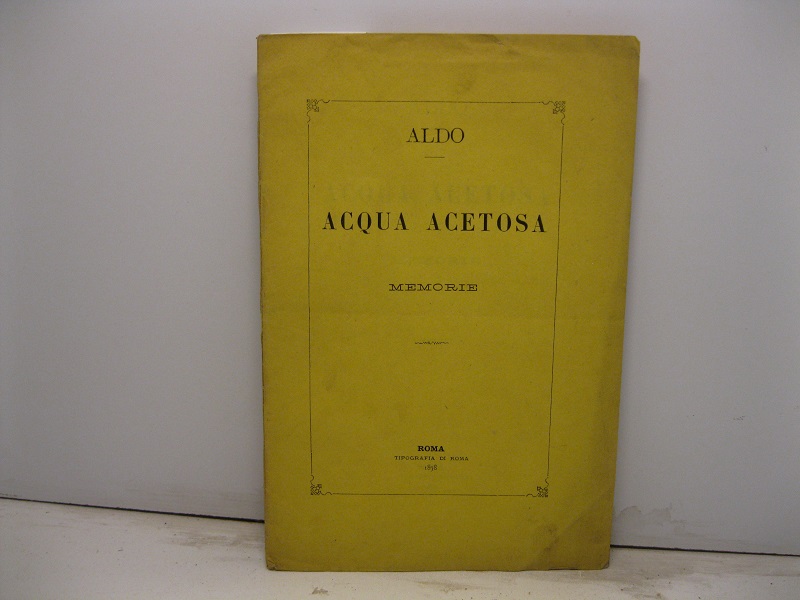 ALDO
ACQUA ACETOSA
MEMORIE
ROMA
TIPOGRAFIA DI ROMA